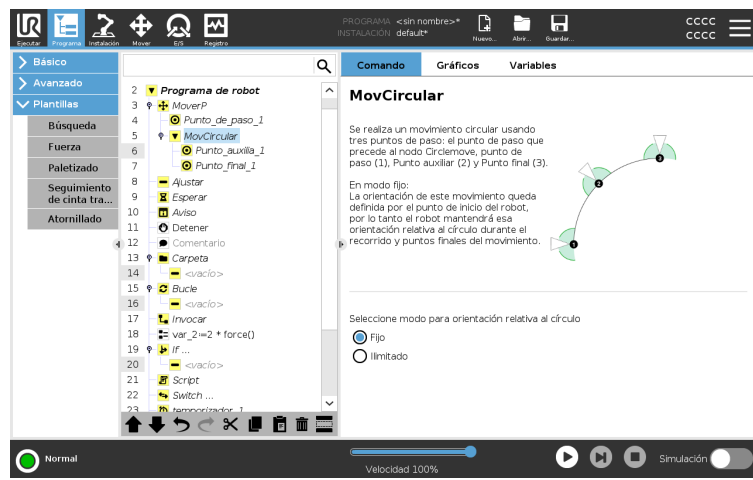 UR
PROGRAMA <sin nombre>*
INSTALACIÓN default*
cccc
cccc
Ejecutar
Programa
Instalación
Mover
E/S
Registro
Nuevo...
Abrir...
Guardar...
Básico
Avanzado
Plantillas
Búsqueda
Fuerza
Paletizado
Seguimiento
de cinta tra...
Atornillado
2 Programa de robot
3 MoverP
4 Punto_de_paso_1
5 MovCircular
6 Punto_auxilia_1
7 Punto_final_1
8 Ajustar
9 Esperar
10 Aviso
11 Detener
12 Comentario
13 Carpeta
14 <vacío>
15 Bucle
16 <vacío>
17 Invocar
18 var_2:=2 * force()
19 If ...
20 <vacío>
21 Script
22 Switch ...
23 temporizador_1
Comando
Gráficos
Variables
MovCircular
Se realiza un movimiento circular usando
tres puntos de paso: el punto de paso que
precede al nodo Circlemove, punto de
paso (1), Punto auxiliar (2) y Punto final (3).
En modo fijo:
La orientación de este movimiento queda
definida por el punto de inicio del robot,
por lo tanto el robot mantendrá esa
orientación relativa al círculo durante el
recorrido y puntos finales del movimiento.
3
2
1
Seleccione modo para orientación relativa al círculo
Fijo
Ilimitado
Normal
Velocidad 100%
Simulación